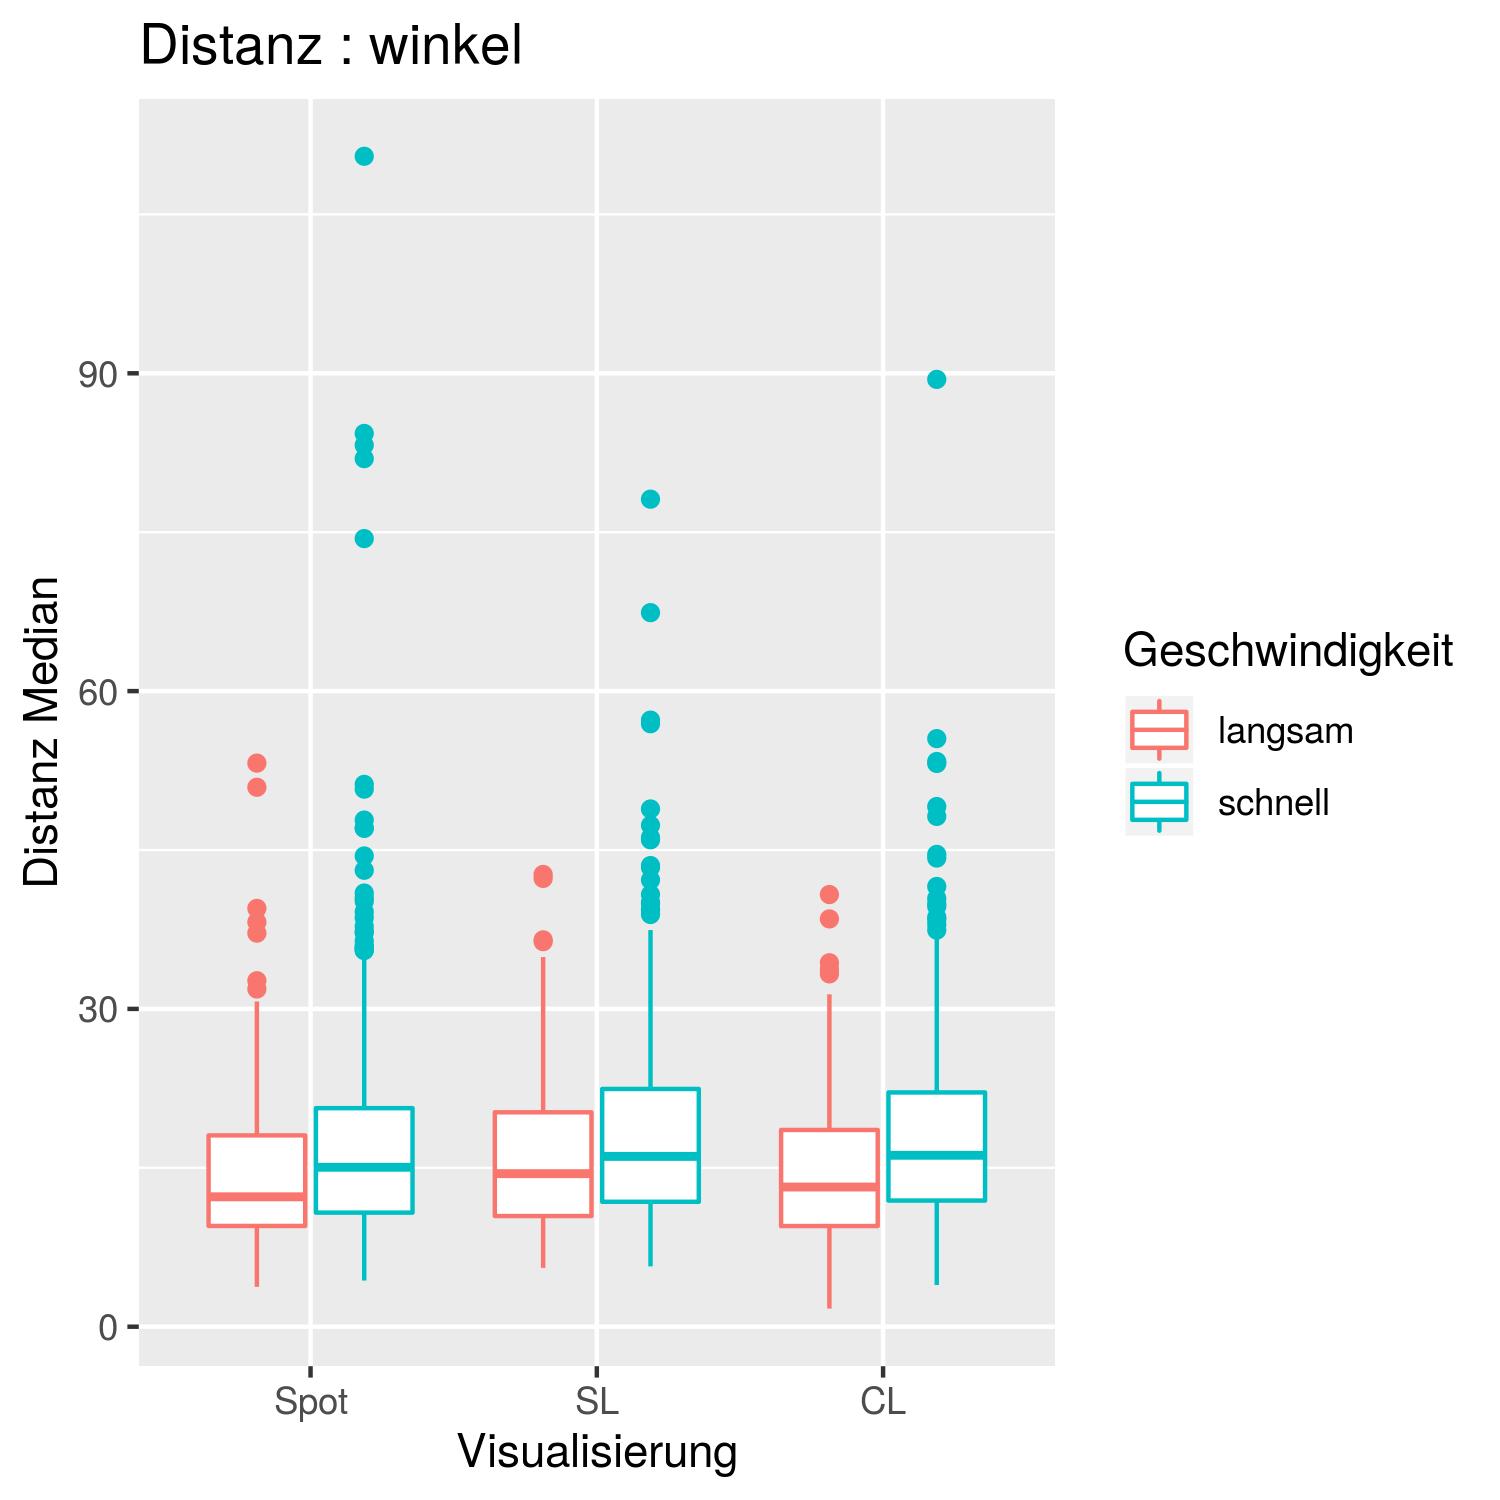 Distanz : winkel
Distanz Median
90
60
30
0
Spot SL CL
Visualisierung
Geschwindigkeit
langsam
schnell